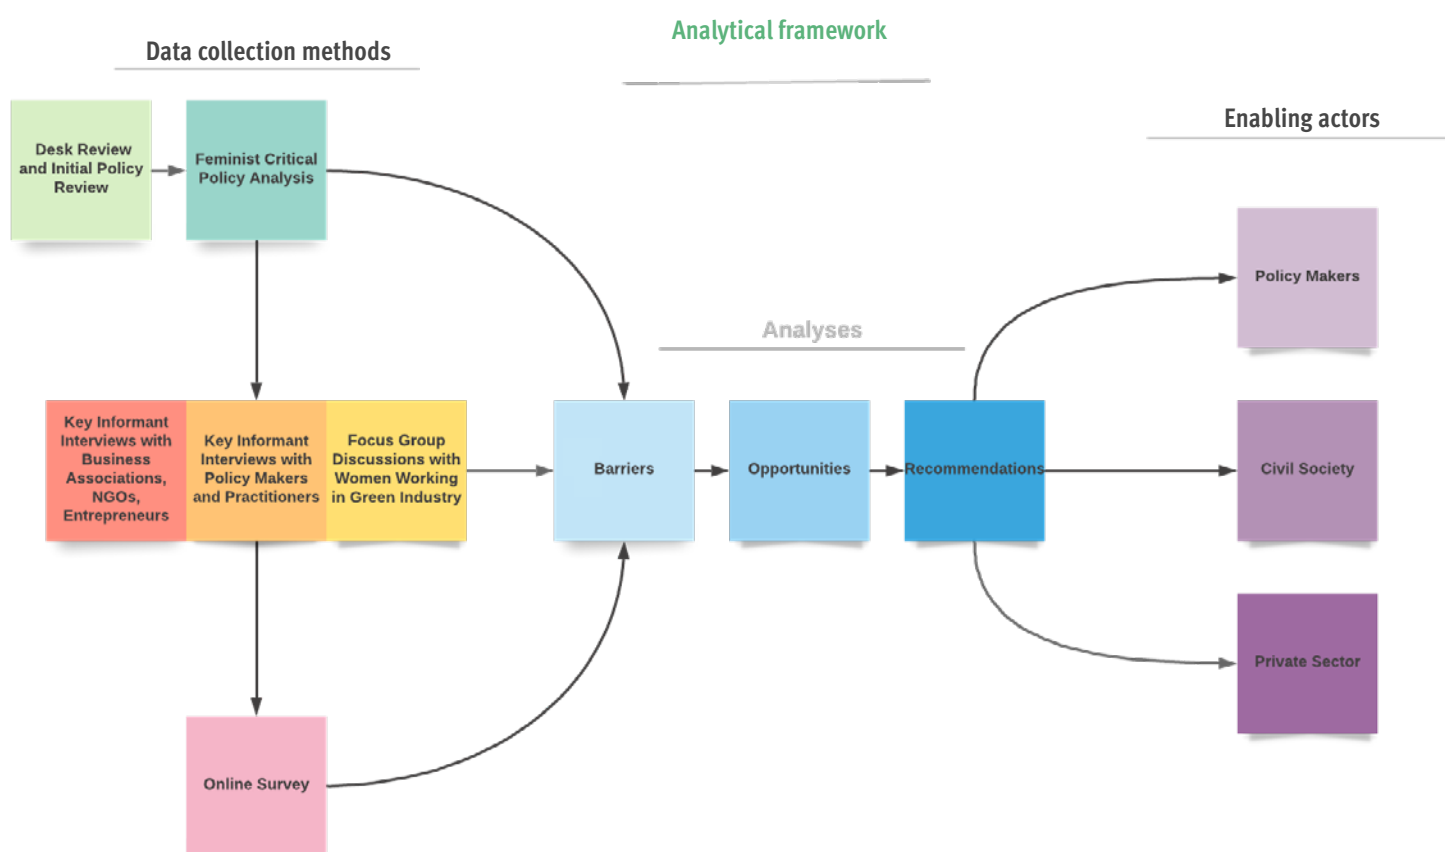 Analytical framework
Data collection methods
Enabling actors
Desk Review
and Initial Policy
Review
Feminist Critical
Policy Analysis
Policy Makers
Analyses
Key Informant
Interviews with
Business
Associations,
NGOs,
Entrepreneurs
Key Informant
Interviews with
Policy Makers
and Practitioners
Focus Group
Discussions with
Women Working
in Green Industry
Barriers
Opportunities
Recommendations
Civil Society
Private Sector
Online Survey